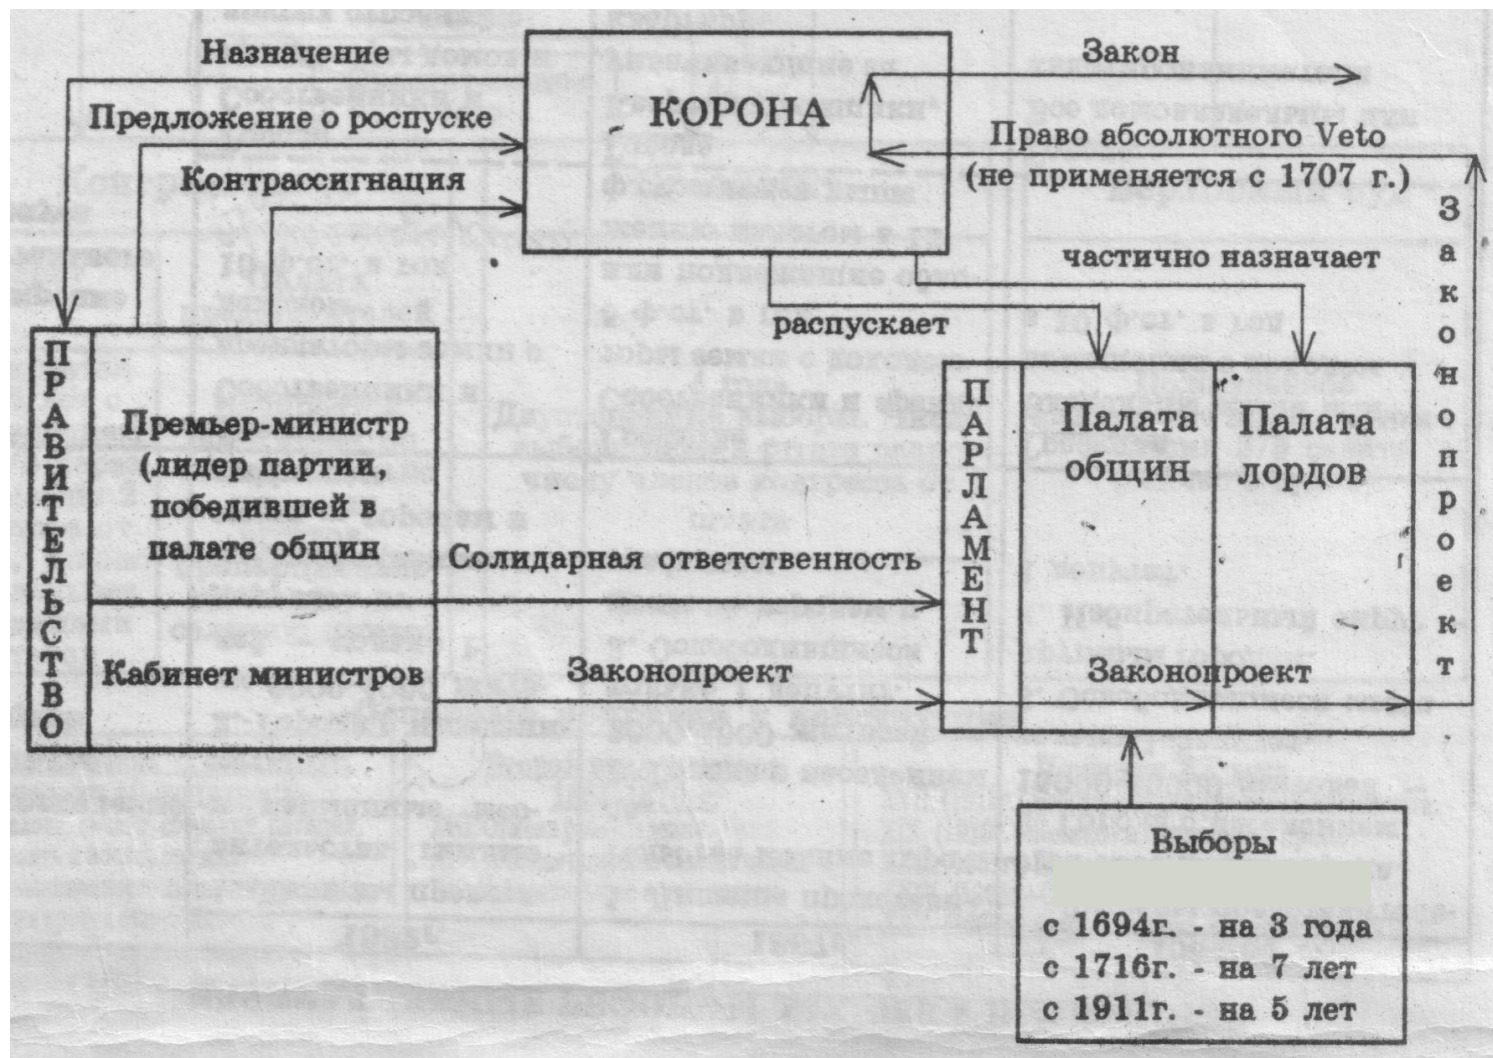 Назначение
Закон
Предложение о роспуске
КОРОНА
Право абсолютного Veto
(не применяется с 1707 г.)
Контрассигнация
частично назначает
распускает
Законопроект
ПРАВИТЕЛЬСТВО
Премьер-министр
(лидер партии,
победившей в
палате общин
ПАРЛАМЕНТ
Палата
общин
Палата
лордов
Солидарная ответственность
Кабинет министров
Законопроект
Законопроект
Выборы
с 1694г. - на 3 года
с 1716г. - на 7 лет
с 1911г. - на 5 лет